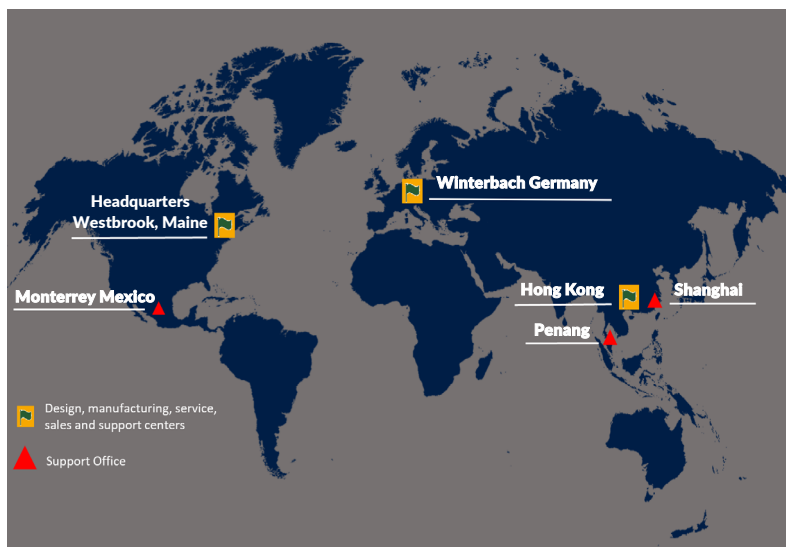 Headquarters
Westbrook, Maine
Winterbach Germany
Monterrey Mexico
Hong Kong
Shanghai
Penang
Design, manufacturing, service,
sales and support centers
Support Office